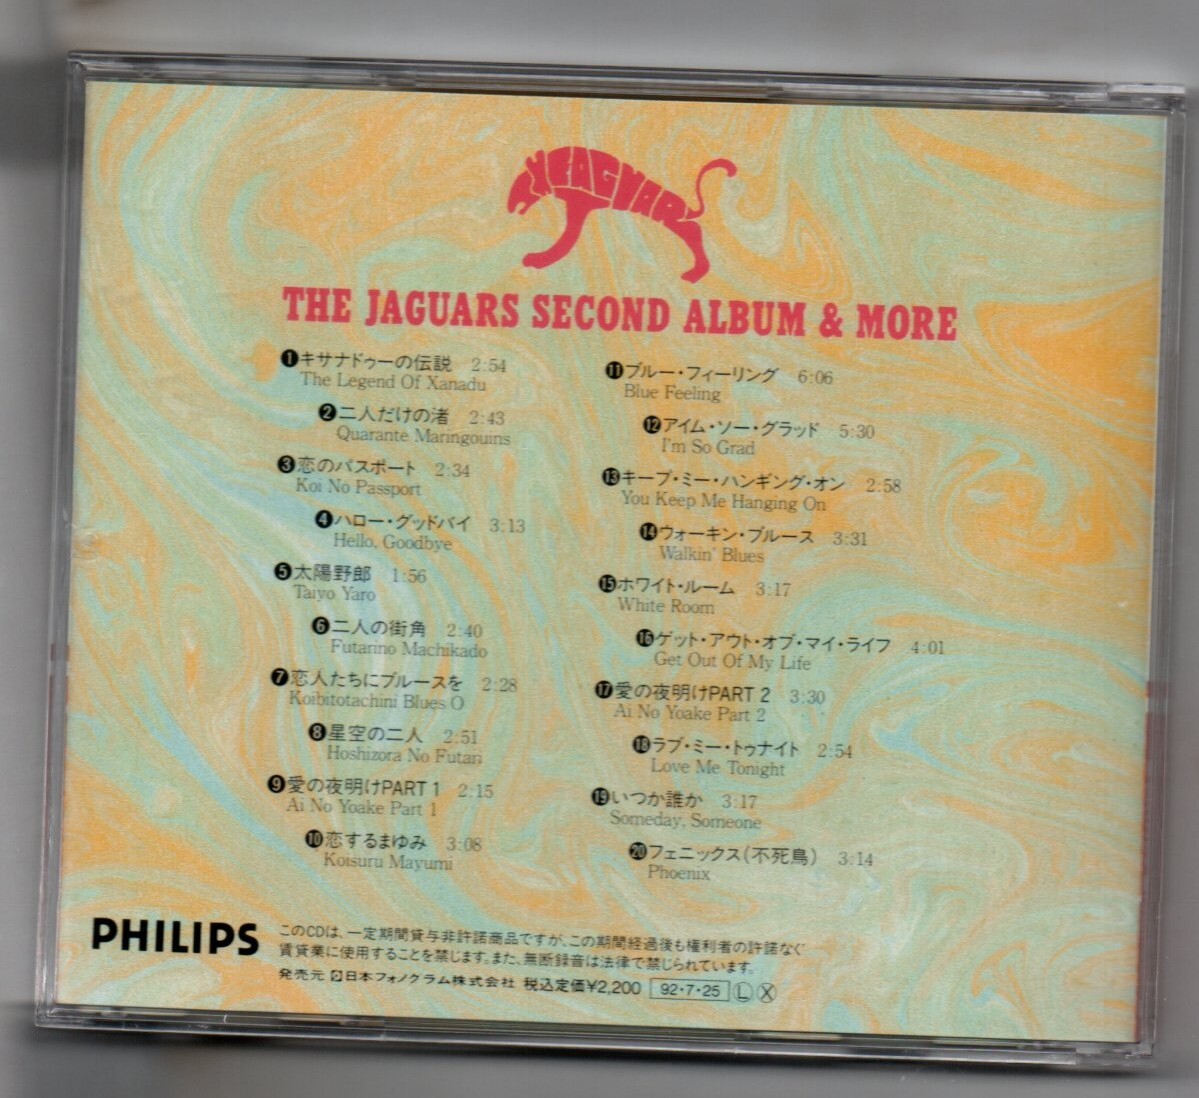 THE JAGUARS
THE JAGUARS SECOND ALBUM & MORE
❶キサナドゥーの伝説 2:54
The Legend Of Xanadu
❷二人だけの渚 2:43
Quarante Maringouins
❸恋のパスポート 2:34
Koi No Passport
❹ハロー・グッドバイ 3:13
Hello, Goodbye
❺太陽野郎 1:56
Taiyo Yaro
❻二人の街角 2:40
Futarino Machikado
❼恋人たちにブルースを 2:28
Koibitotachini Blues O
❽星空の二人 2:51
Hoshizora No Futari
❾愛の夜明けPART 1 2:15
Ai No Yoake Part 1
❿恋するまゆみ 3:08
Koisuru Mayumi
⓫ブルー・フィーリング 6:06
Blue Feeling
⓬アイム・ソー・グラッド 5:30
I'm So Grad
⓭キープ・ミー・ハンギング・オン 2:58
You Keep Me Hanging On
⓮ウォーキン・ブルース 3:31
Walkin' Blues
⓯ホワイト・ルーム 3:17
White Room
⓰ゲット・アウト・オブ・マイ・ライフ 4:01
Get Out Of My Life
⓱愛の夜明けPART 2 3:30
Ai No Yoake Part 2
⓲ラブ・ミー・トゥナイト 2:54
Love Me Tonight
⓳いつか誰か 3:17
Someday, Someone
⓴フェニックス(不死鳥) 3:14
Phoenix
PHILIPS
このCDは、一定期間貸与非許諾商品ですが、この期間経過後も権利者の許諾なく
賃貸業に使用することを禁じます。また、無断録音は法律で禁じられています。
発売元 日本フォノグラム株式会社 税込定価¥2,200 92・7・25 Ⓛ Ⓧ